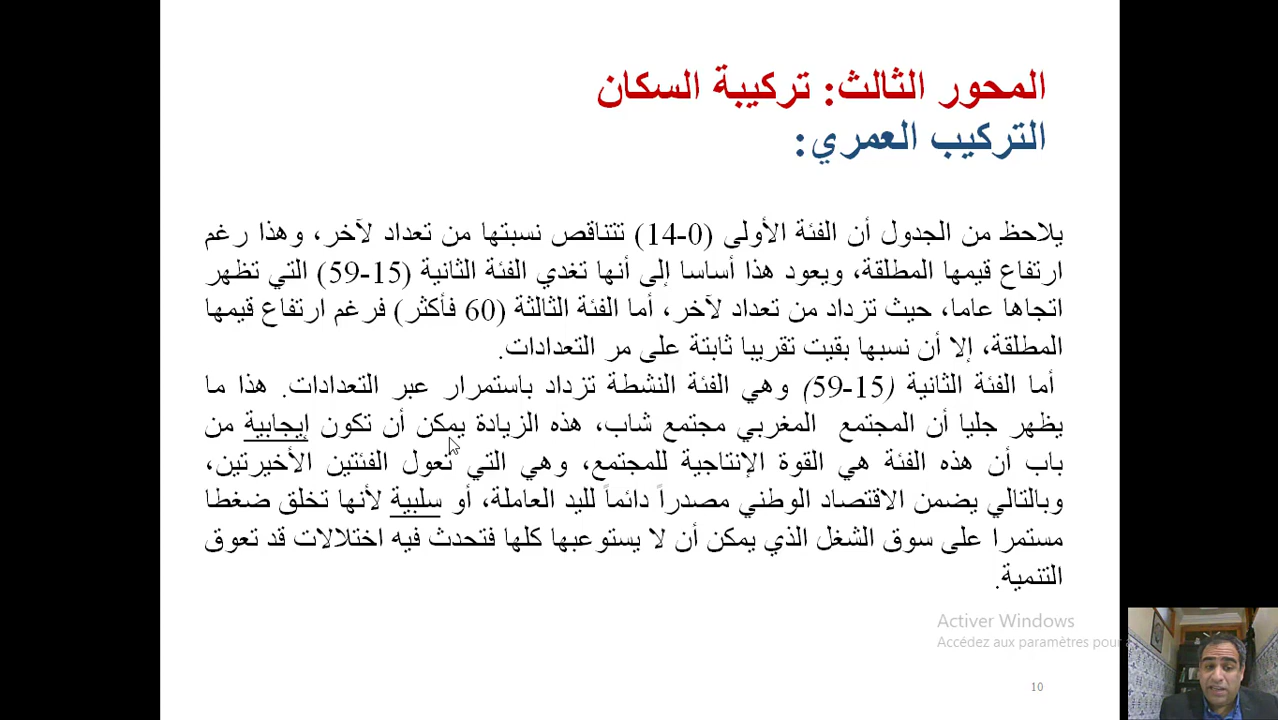 المحور الثالث: تركيبة السكان
التركيب العمري:
يلاحظ من الجدول أن الفئة الأولى (0-14) تتناقص نسبتها من تعداد لآخر، وهذا رغم
ارتفاع قيمها المطلقة، ويعود هذا أساسا إلى أنها تغدي الفئة الثانية (15-59) التي تظهر
اتجاها عاما، حيث تزداد من تعداد لآخر، أما الفئة الثالثة (60 فأكثر) فرغم ارتفاع قيمها
المطلقة، إلا أن نسبها بقيت تقريبا ثابتة على مر التعدادات.
أما الفئة الثانية (15-59) وهي الفئة النشطة تزداد باستمرار عبر التعدادات. هذا ما
يظهر جليا أن المجتمع المغربي مجتمع شاب، هذه الزيادة يمكن أن تكون إيجابية من
باب أن هذه الفئة هي القوة الإنتاجية للمجتمع، وهي التي تعول الفئتين الأخيرتين،
وبالتالي يضمن الاقتصاد الوطني مصدراً دائماً لليد العاملة، أو سلبية لأنها تخلق ضغطا
مستمرا على سوق الشغل الذي يمكن أن لا يستوعبها كلها فتحدث فيه اختلالات قد تعوق
التنمية.
Activer Windows
Accédez aux paramètres pour
10